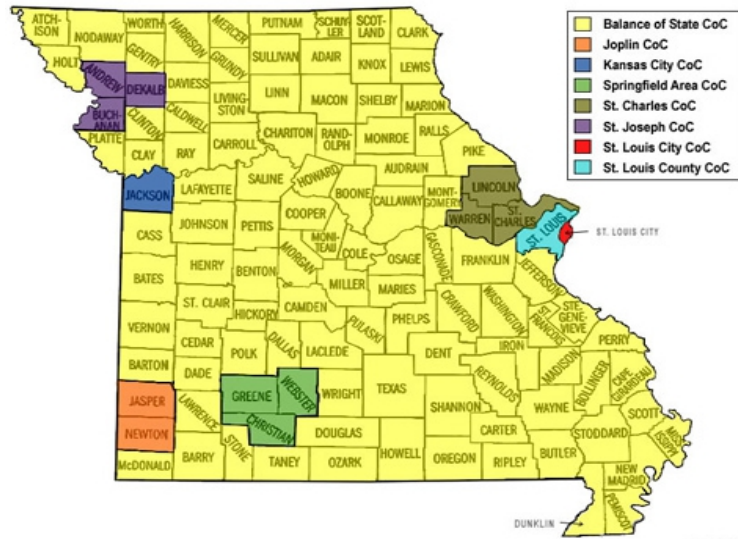 Balance of State CoC
Joplin CoC
Kansas City CoC
Springfield Area CoC
St. Charles CoC
St. Joseph CoC
St. Louis City CoC
St. Louis County CoC
ATCH-
ISON
NODAWAY
WORTH
HARRISON
MERCER
PUTNAM
SCHUY-
LER
SCOT-
LAND
CLARK
HOLT
GENTRY
GRUNDY
SULLIVAN
ADAIR
KNOX
LEWIS
ANDREW
DEKALB
DAVIESS
LIVING-
STON
LINN
MACON
SHELBY
MARION
BUCH-
ANAN
CLINTON
CALDWELL
PLATTE
CLAY
RAY
CARROLL
CHARITON
RAND-
OLPH
MONROE
RALLS
PIKE
JACKSON
LAFAYETTE
SALINE
HOWARD
BOONE
AUDRAIN
CALLAWAY
MONT-
GOMERY
LINCOLN
WARREN
ST.
CHARLES
ST. LOUIS
ST. LOUIS CITY
CASS
JOHNSON
PETTIS
COOPER
MONI-
TEAU
COLE
OSAGE
GASCONADE
FRANKLIN
JEFFERSON
BATES
HENRY
BENTON
MORGAN
MILLER
MARIES
ST. CLAIR
HICKORY
CAMDEN
PULASKI
PHELPS
CRAWFORD
WASHINGTON
ST.
FRANCOIS
STE.
GENE-
VIEVE
PERRY
VERNON
CEDAR
POLK
DALLAS
LACLEDE
DENT
IRON
MADISON
BOLLINGER
CAPE
GIRARDEAU
BARTON
DADE
GREENE
WEBSTER
WRIGHT
TEXAS
SHANNON
REYNOLDS
WAYNE
SCOTT
JASPER
NEWTON
LAWRENCE
CHRISTIAN
DOUGLAS
HOWELL
CARTER
BUTLER
STODDARD
MISS
ISSIPPI
MCDONALD
BARRY
STONE
TANEY
OZARK
OREGON
RIPLEY
NEW
MADRID
PEMISCOT
DUNKLIN